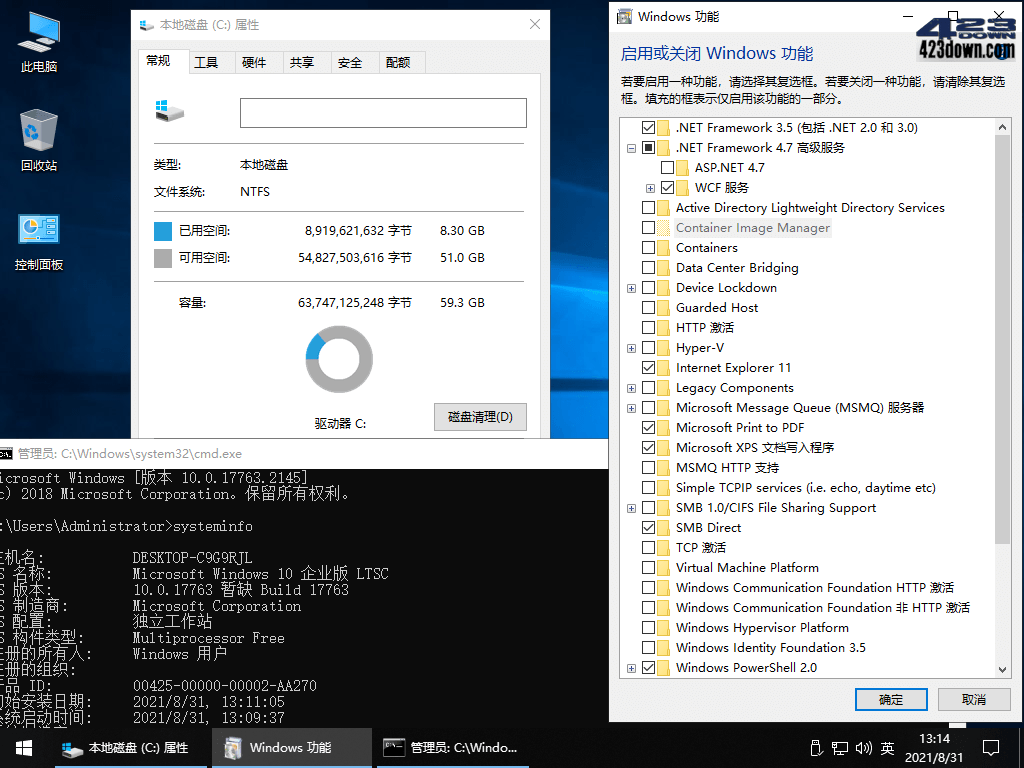 此电脑
回收站
控制面板
本地磁盘 (C:) 属性
常规 工具 硬件 共享 安全 配额
类型: 本地磁盘
文件系统: NTFS
已用空间: 8,919,621,632 字节 8.30 GB
可用空间: 54,827,503,616 字节 51.0 GB
容量: 63,747,125,248 字节 59.3 GB
驱动器 C:
磁盘清理(D)
管理员: C:\Windows\system32\cmd.exe
icrosoft Windows [版本 10.0.17763.2145]
c) 2018 Microsoft Corporation。保留所有权利。
:\Users\Administrator>systeminfo
主机名: DESKTOP-C9G9RJL
S 名称: Microsoft Windows 10 企业版 LTSC
S 版本: 10.0.17763 暂缺 Build 17763
S 制造商: Microsoft Corporation
S 配置: 独立工作站
S 构件类型: Multiprocessor Free
注册的所有人: Windows 用户
注册的组织:
产品 ID: 00425-00000-00002-AA270
初始安装日期: 2021/8/31, 13:11:05
系统启动时间: 2021/8/31, 13:09:37
Windows 功能
423
DOWN
423down.com
启用或关闭 Windows 功能
若要启用一种功能，请选择其复选框。若要关闭一种功能，请清除其复选
框。填充的框表示仅启用该功能的一部分。
.NET Framework 3.5 (包括 .NET 2.0 和 3.0)
.NET Framework 4.7 高级服务
ASP.NET 4.7
WCF 服务
Active Directory Lightweight Directory Services
Container Image Manager
Containers
Data Center Bridging
Device Lockdown
Guarded Host
HTTP 激活
Hyper-V
Internet Explorer 11
Legacy Components
Microsoft Message Queue (MSMQ) 服务器
Microsoft Print to PDF
Microsoft XPS 文档写入程序
MSMQ HTTP 支持
Simple TCPIP services (i.e. echo, daytime etc)
SMB 1.0/CIFS File Sharing Support
SMB Direct
TCP 激活
Virtual Machine Platform
Windows Communication Foundation HTTP 激活
Windows Communication Foundation 非 HTTP 激活
Windows Hypervisor Platform
Windows Identity Foundation 3.5
Windows PowerShell 2.0
确定 取消
本地磁盘 (C:) 属性
Windows 功能
管理员: C:\Windo...
英
13:14
2021/8/31